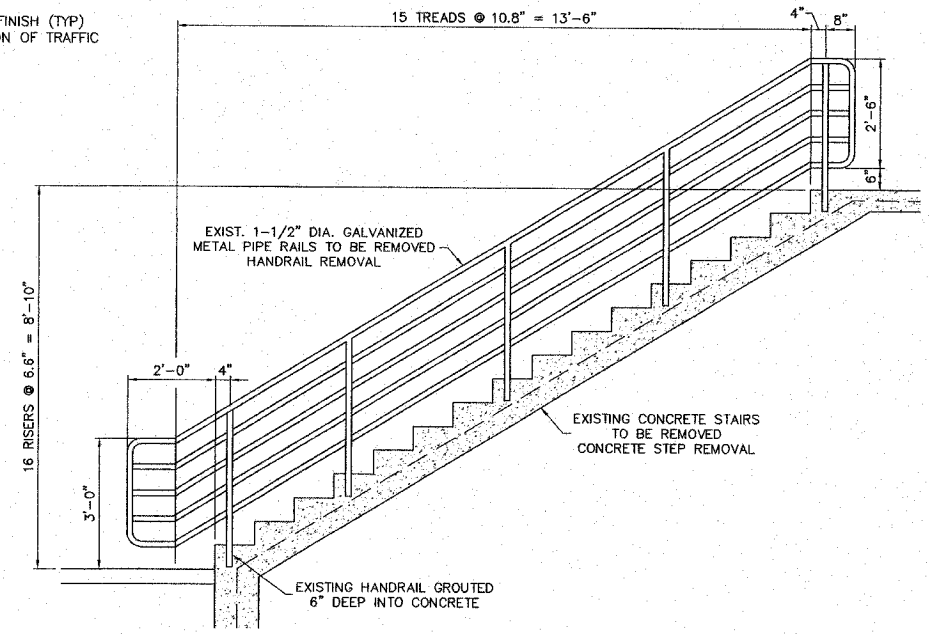 FINISH (TYP)
ON OF TRAFFIC
15 TREADS @ 10.8" = 13'-6"
4"
8"
2'-6"
6"
EXIST. 1-1/2" DIA. GALVANIZED
METAL PIPE RAILS TO BE REMOVED
HANDRAIL REMOVAL
16 RISERS @ 6.6" = 8'-10"
2'-0"
4"
3'-0"
EXISTING CONCRETE STAIRS
TO BE REMOVED
CONCRETE STEP REMOVAL
EXISTING HANDRAIL GROUTED
6" DEEP INTO CONCRETE